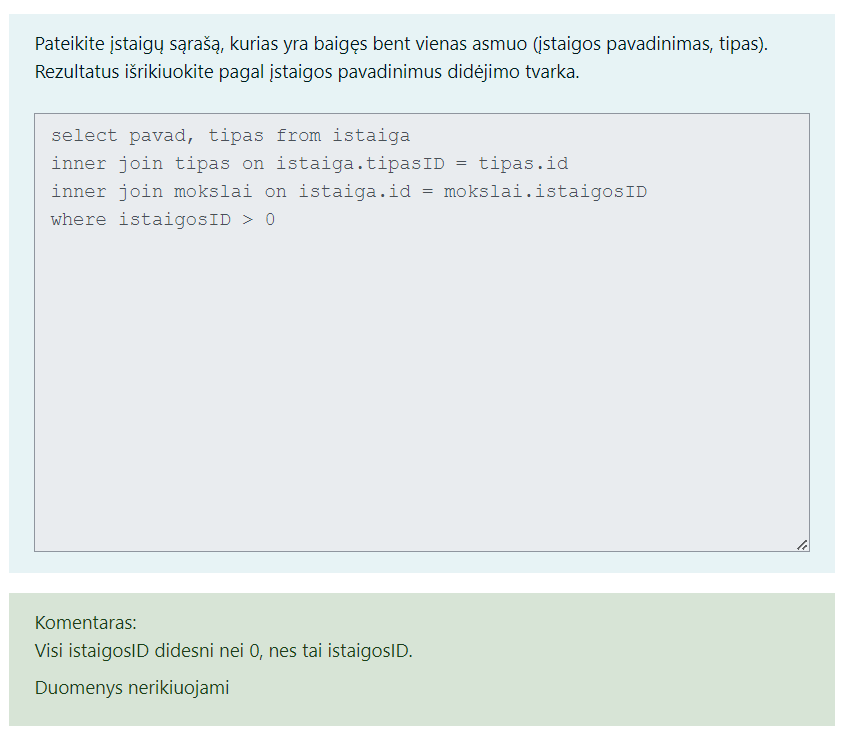 Pateikite įstaigų sąrašą, kurias yra baigęs bent vienas asmuo (įstaigos pavadinimas, tipas).
Rezultatus išrikiuokite pagal įstaigos pavadinimus didėjimo tvarka.
select pavad, tipas from istaiga
inner join tipas on istaiga.tipasID = tipas.id
inner join mokslai on istaiga.id = mokslai.istaigosID
where istaigosID > 0
Komentaras:
Visi istaigosID didesni nei 0, nes tai istaigosID.
Duomenys nerikiuojami